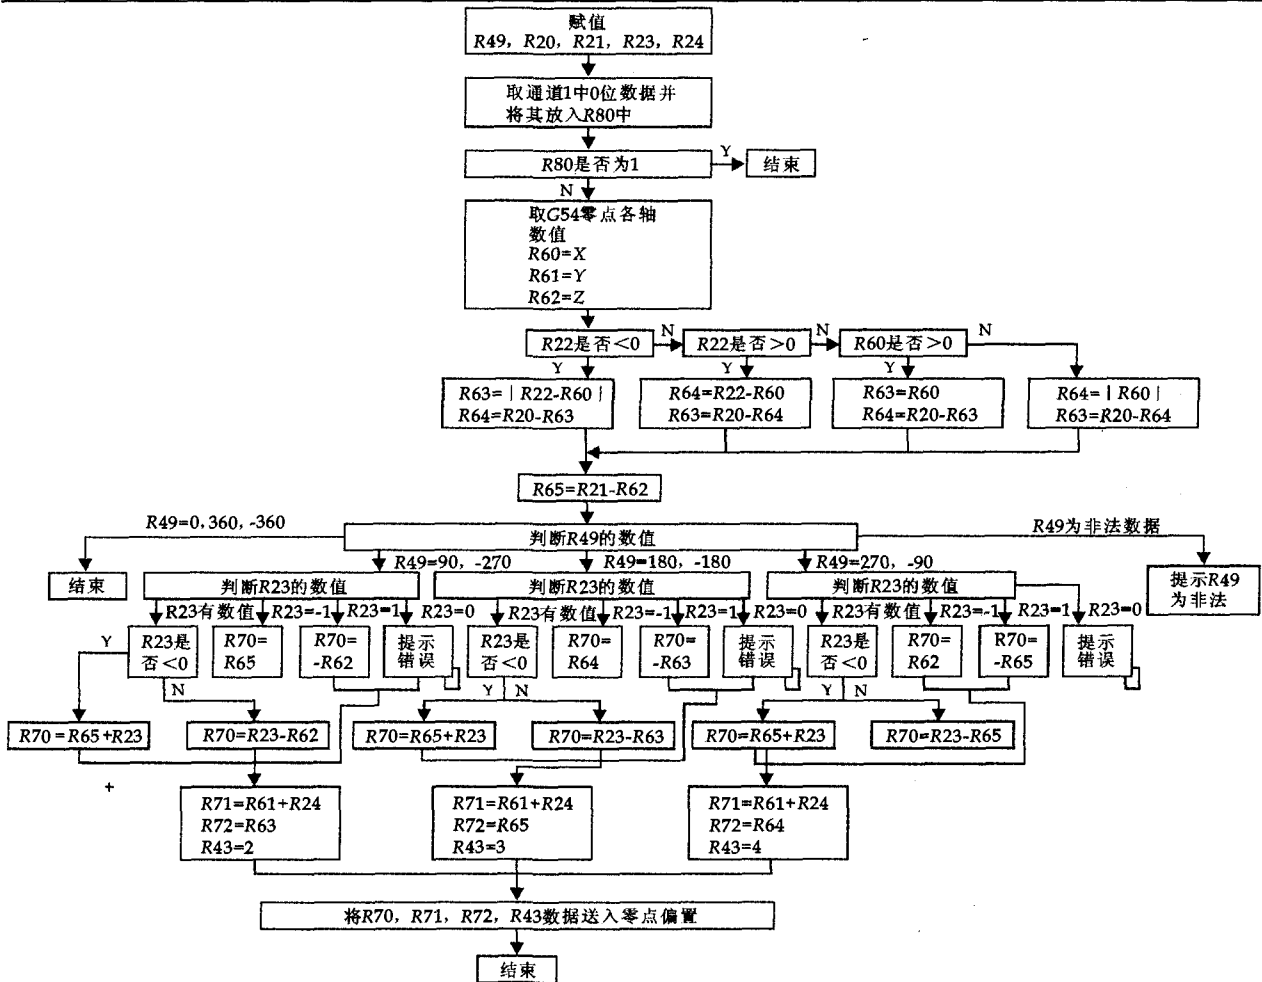 赋值
R49, R20, R21, R23, R24
取通道1中0位数据并
将其放入R80中
R80是否为1
Y
结束
N
取G54零点各轴
数值
R60=X
R61=Y
R62=Z
R22是否<0
N
R22是否>0
N
R60是否>0
N
Y
Y
Y
R63=|R22-R60|
R64=R20-R63
R64=R22-R60
R63=R20-R64
R63=R60
R64=R20-R63
R64=|R60|
R63=R20-R64
R65=R21-R62
R49=0,360, -360
判断R49的数值
R49为非法数据
R49=90, -270
R49=180, -180
R49=270, -90
结束
判断R23的数值
判断R23的数值
判断R23的数值
提示R49
为非法
R23有数值
R23=-1
R23=1
R23=0
R23有数值
R23=-1
R23=1
R23=0
R23有数值
R23=-1
R23=1
R23=0
Y
R23是
否<0
R70=
R65
R70=
-R62
提示
错误
R23是
否<0
R70=
R64
R70=
-R63
提示
错误
R23是
否<0
R70=
R62
R70=
-R65
提示
错误
N
Y
N
Y
N
R70=R65+R23
R70=R23-R62
R70=R65+R23
R70=R23-R63
R70=R65+R23
R70=R23-R65
+
R71=R61+R24
R72=R63
R43=2
R71=R61+R24
R72=R65
R43=3
R71=R61+R24
R72=R64
R43=4
将R70, R71, R72, R43数据送入零点偏置
结束